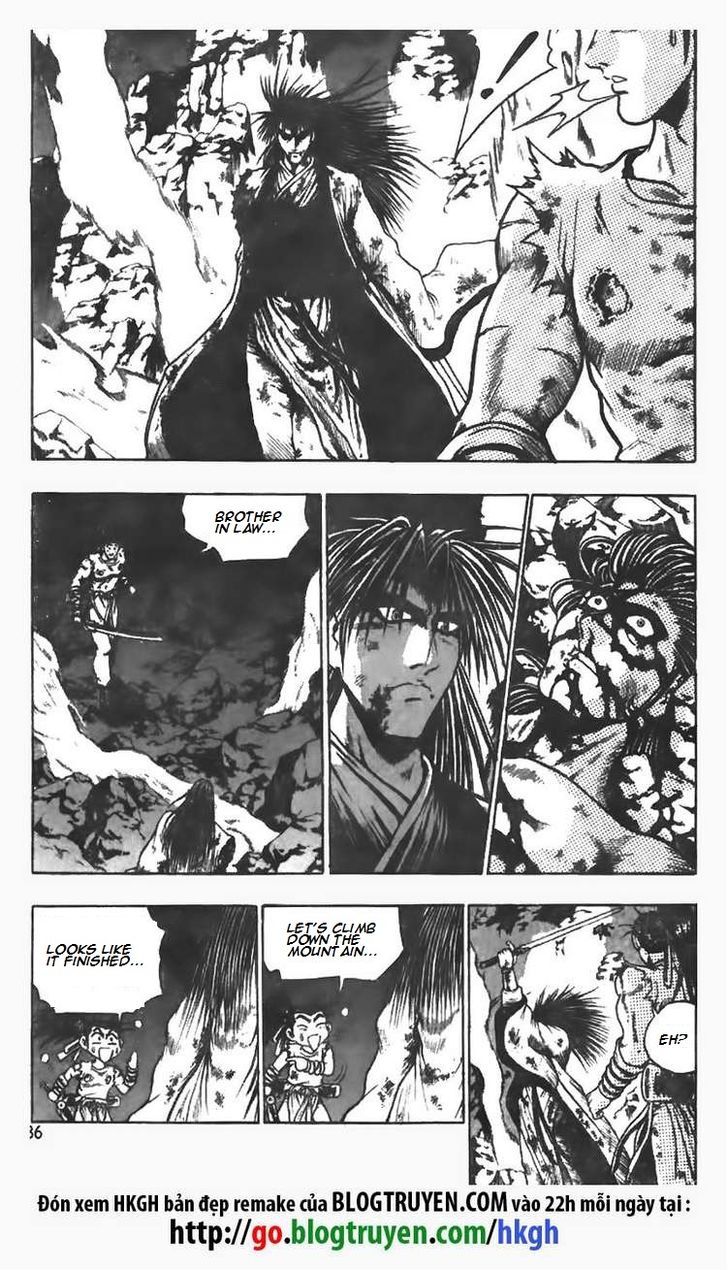 !
BROTHER
IN LAW...
LOOKS LIKE
IT FINISHED...
LET'S CLIMB
DOWN THE
MOUNTAIN...
EH?
36
Đón xem HKGH bản đẹp remake của BLOGTRUYEN.COM vào 22h mỗi ngày tại :
http://go.blogtruyen.com/hkgh